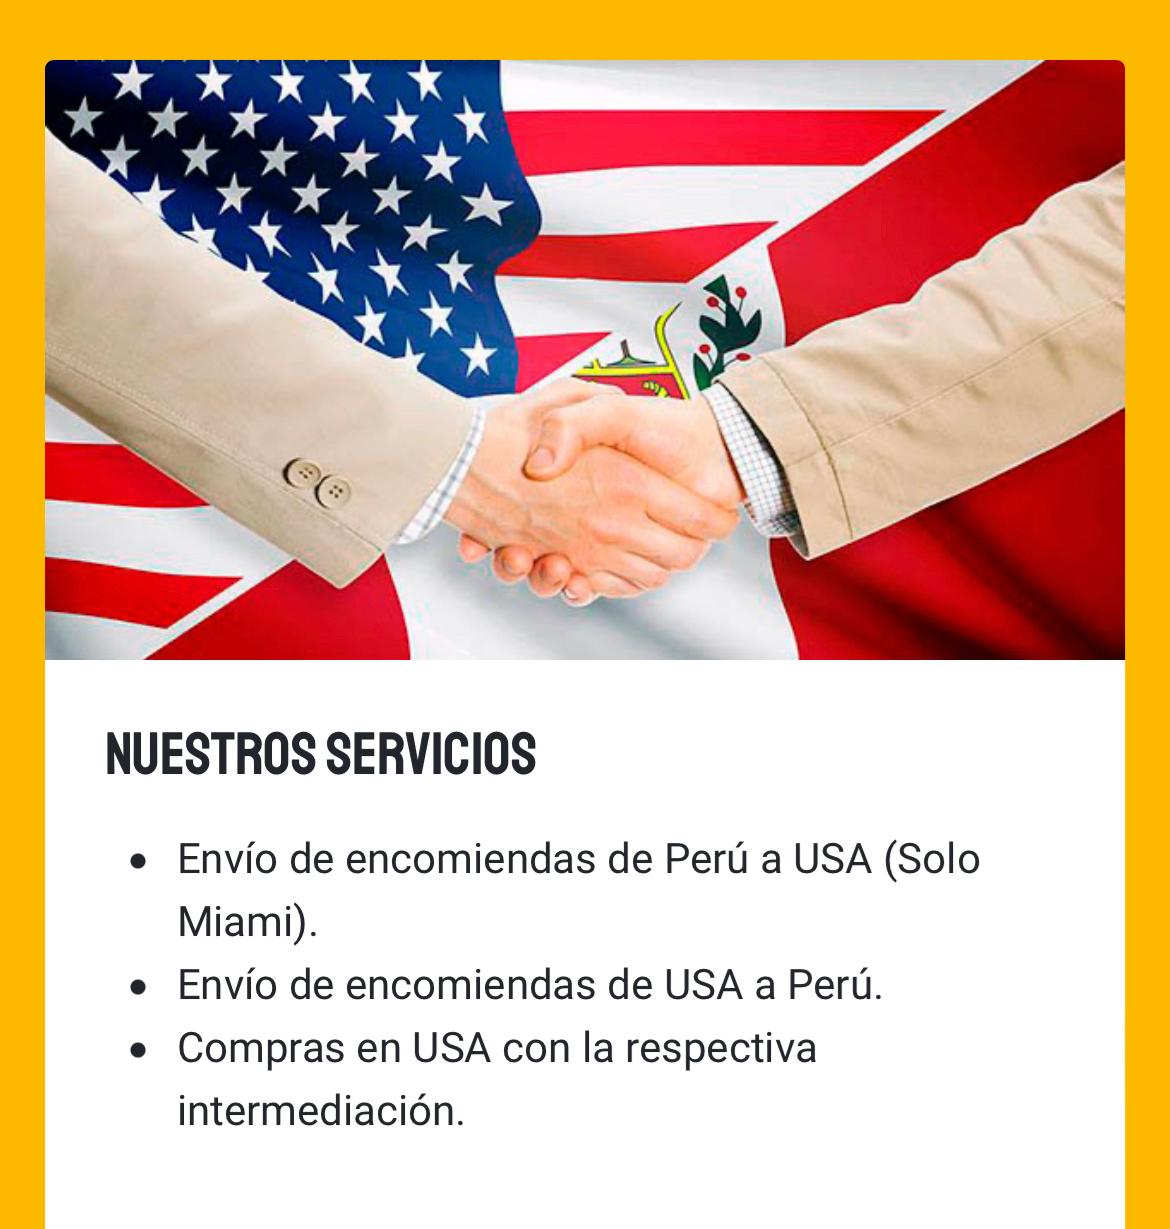 NUESTROS SERVICIOS
• Envío de encomiendas de Perú a USA (Solo
Miami).
• Envío de encomiendas de USA a Perú.
• Compras en USA con la respectiva
intermediación.